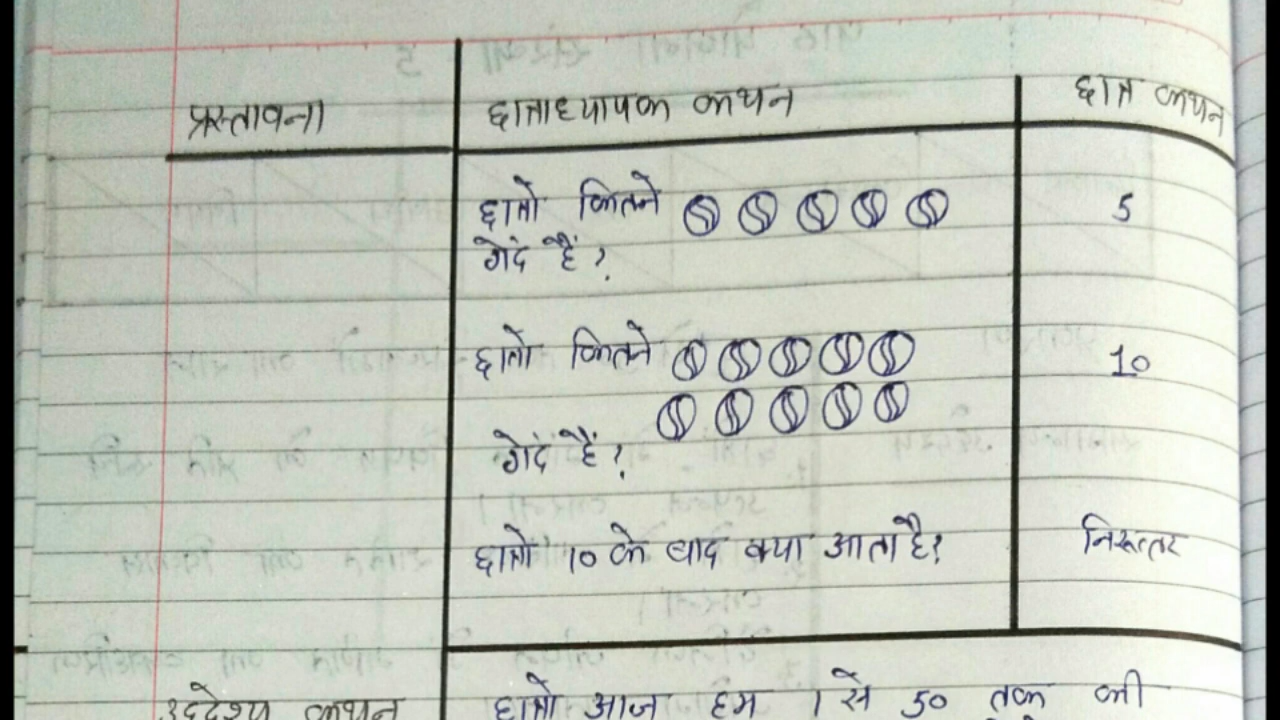 प्रस्तावना छात्राध्यापक कथन छात्र कथन
छात्रों कितने 5
गेंद हैं?
छात्रों कितने 10
गेंदें हैं?
छात्रों 10 के बाद क्या आता है? निरूत्तर
उद्देश्य कथन छात्रों आज हम 1 से 50 तक की